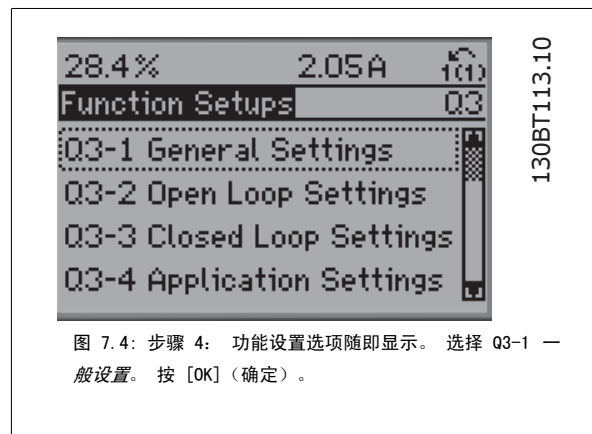 28.4% 2.05A 1(1)
Function Setups Q3
Q3-1 General Settings
Q3-2 Open Loop Settings
Q3-3 Closed Loop Settings
Q3-4 Application Settings
130BT113.10
图 7.4: 步骤 4： 功能设置选项随即显示。 选择 Q3-1 一
般设置。 按 [OK]（确定）。